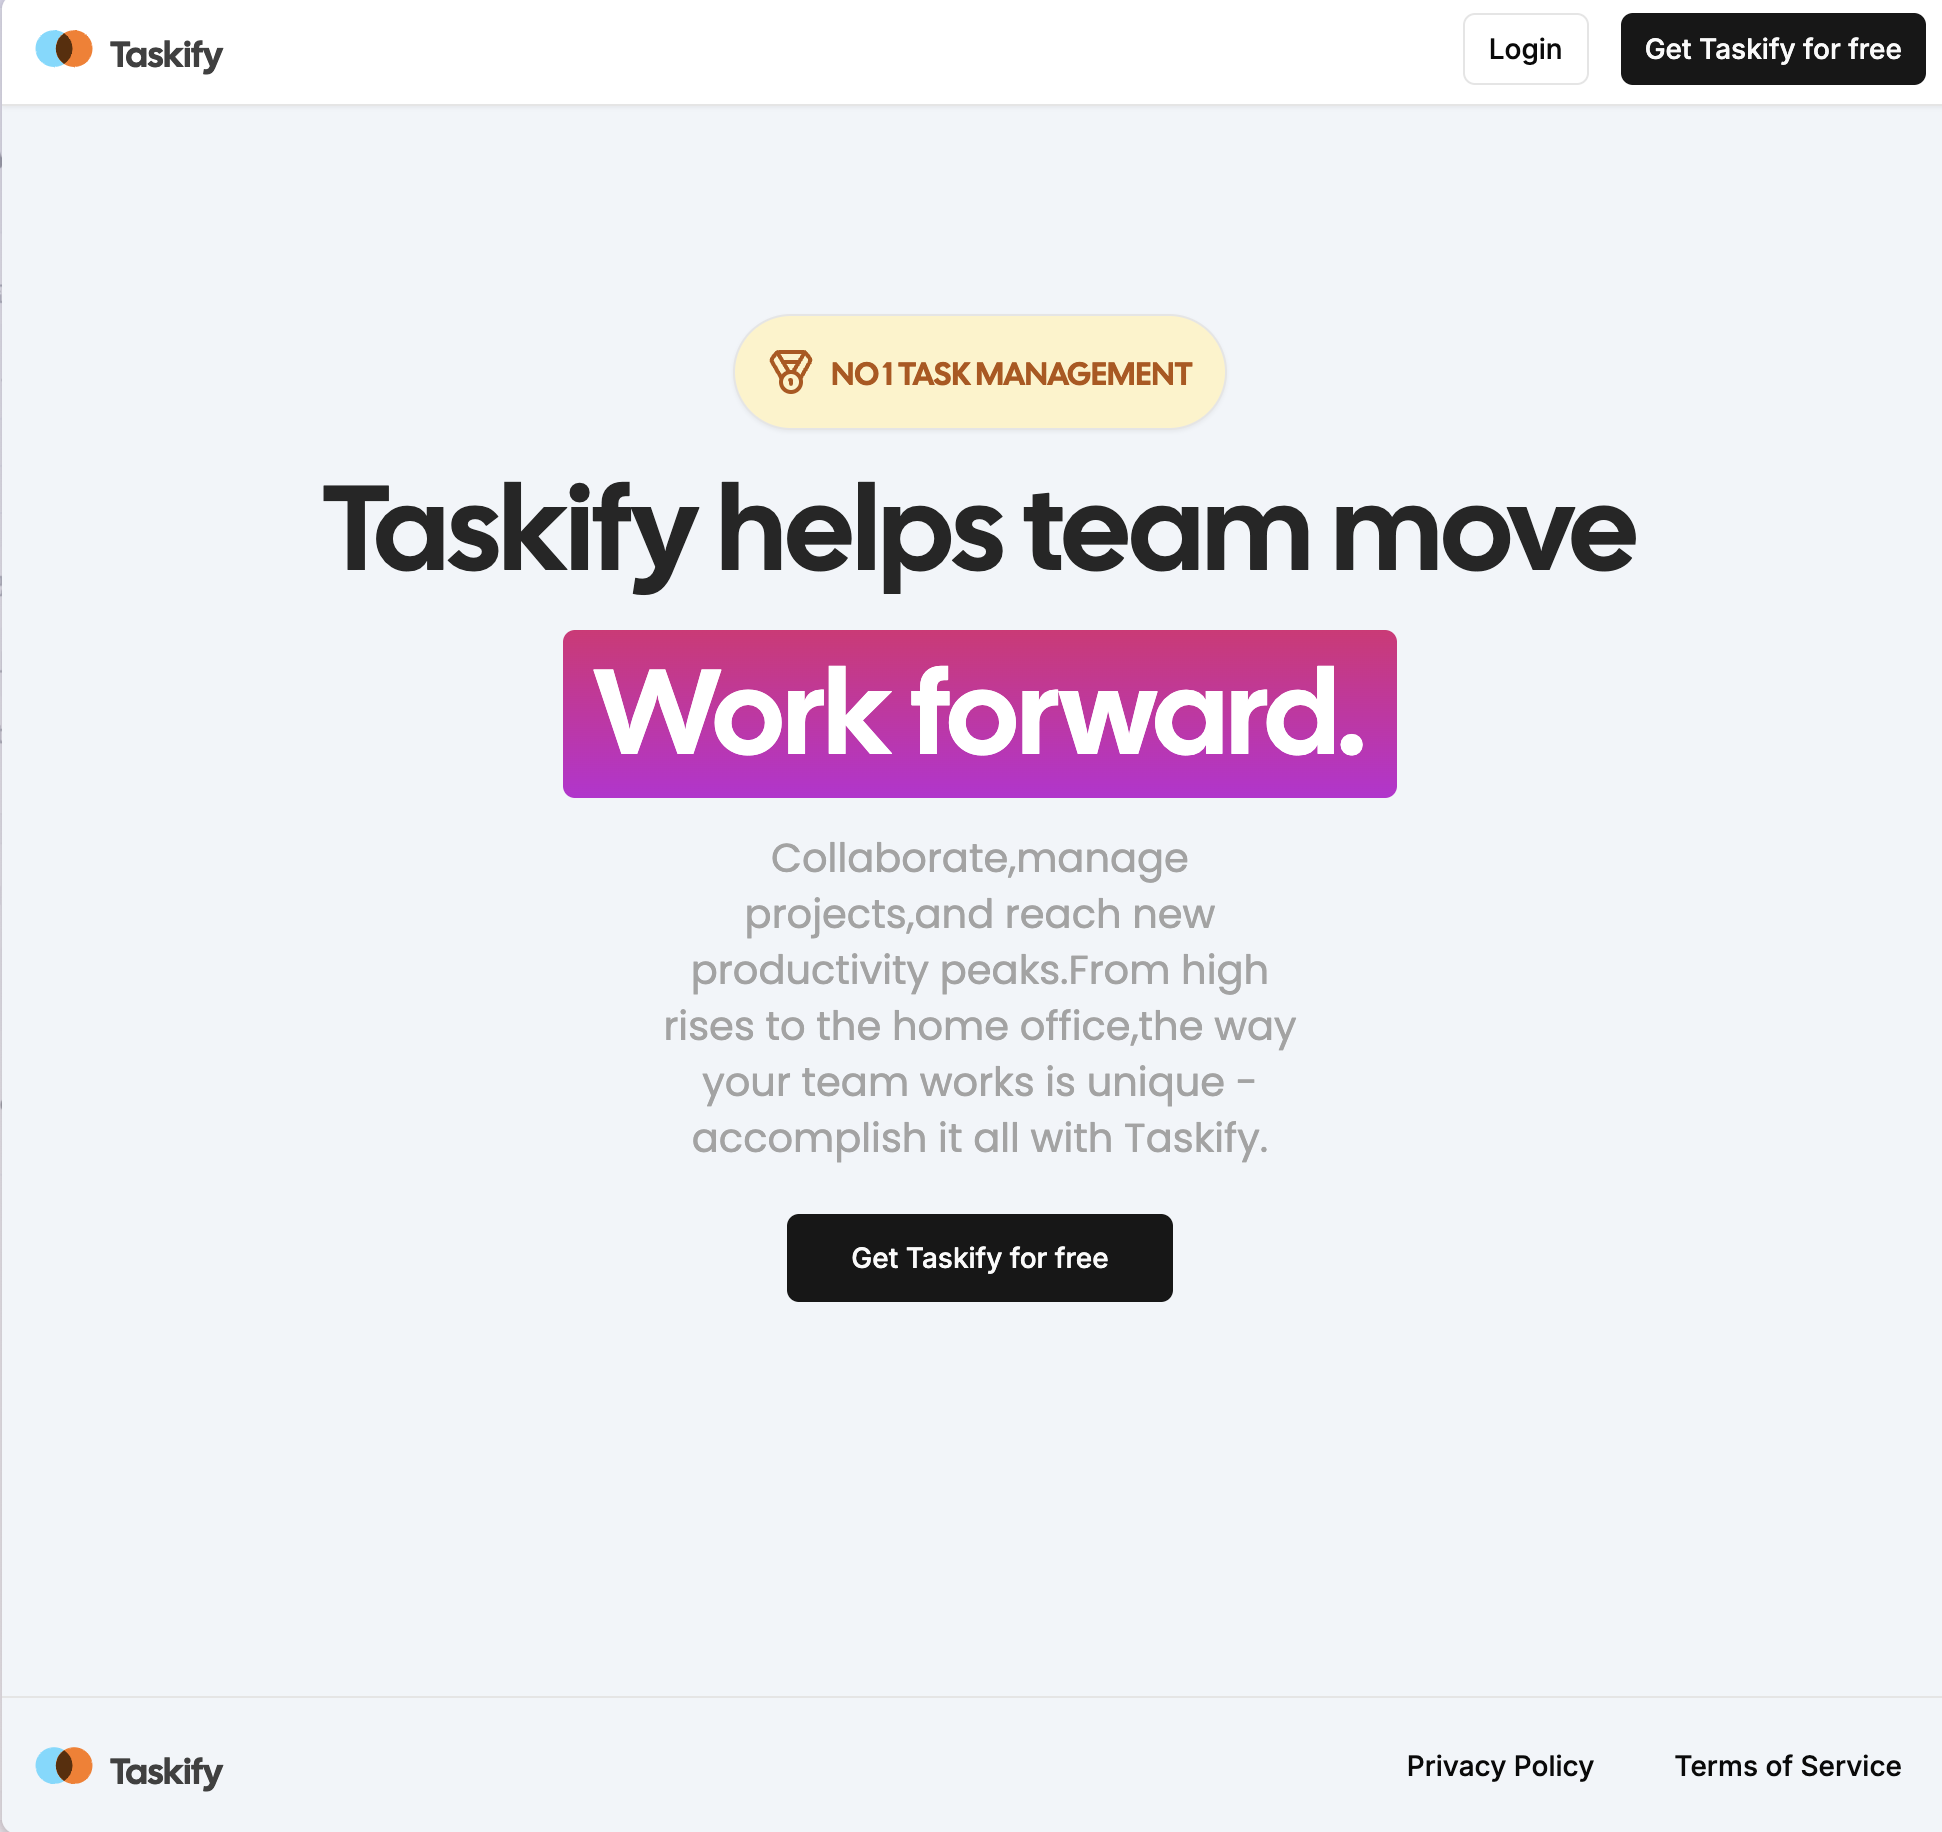 Taskify
Login
Get Taskify for free
NO 1 TASK MANAGEMENT
Taskify helps team move
Work forward.
Collaborate,manage
projects,and reach new
productivity peaks.From high
rises to the home office,the way
your team works is unique -
accomplish it all with Taskify.
Get Taskify for free
Taskify
Privacy Policy
Terms of Service